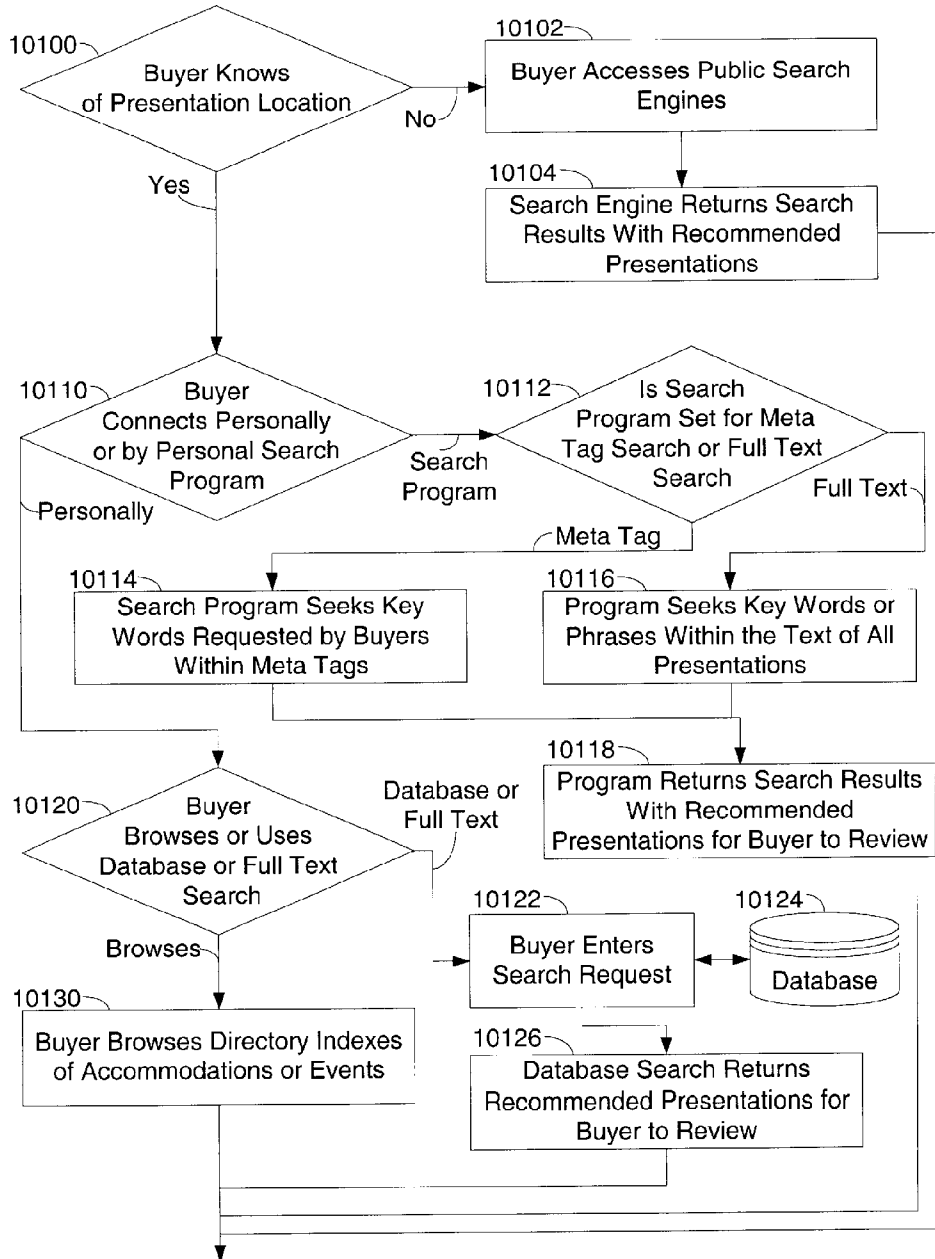 10100
Buyer Knows
of Presentation Location
No
Yes
10102
Buyer Accesses Public Search
Engines
10104
Search Engine Returns Search
Results With Recommended
Presentations
10110
Buyer
Connects Personally
or by Personal Search
Program
Search
Program
Personally
10112
Is Search
Program Set for Meta
Tag Search or Full Text
Search
Full Text
Meta Tag
10114
Search Program Seeks Key
Words Requested by Buyers
Within Meta Tags
10116
Program Seeks Key Words or
Phrases Within the Text of All
Presentations
10118
Program Returns Search Results
With Recommended
Presentations for Buyer to Review
10120
Buyer
Browses or Uses
Database or Full Text
Search
Database or
Full Text
Browses
10122
Buyer Enters
Search Request
10124
Database
10130
Buyer Browses Directory Indexes
of Accommodations or Events
10126
Database Search Returns
Recommended Presentations for
Buyer to Review